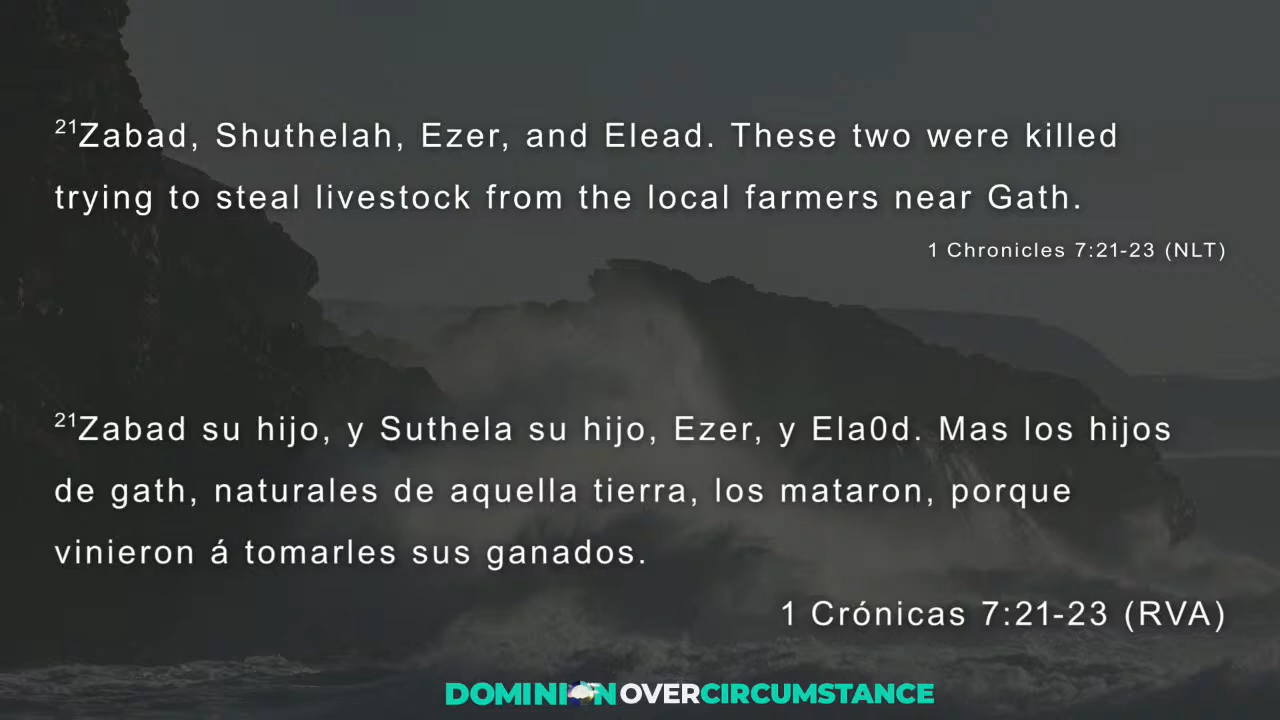 21Zabad, Shuthelah, Ezer, and Elead. These two were killed
trying to steal livestock from the local farmers near Gath.
1 Chronicles 7:21-23 (NLT)
21Zabad su hijo, y Suthela su hijo, Ezer, y Ela0d. Mas los hijos
de gath, naturales de aquella tierra, los mataron, porque
vinieron á tomarles sus ganados.
1 Crónicas 7:21-23 (RVA)
DOMINION OVERCIRCUMSTANCE